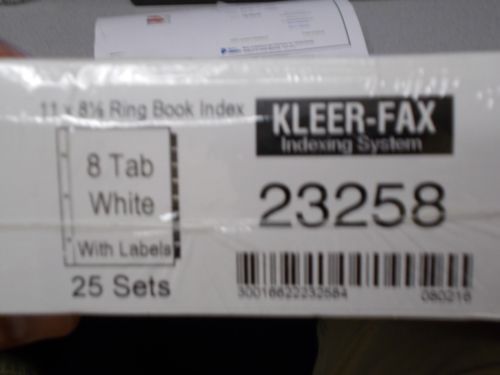 11 x 8½ Ring Book Index
8 Tab
White
With Labels
25 Sets
KLEER-FAX
Indexing System
23258
30016622232584
080216